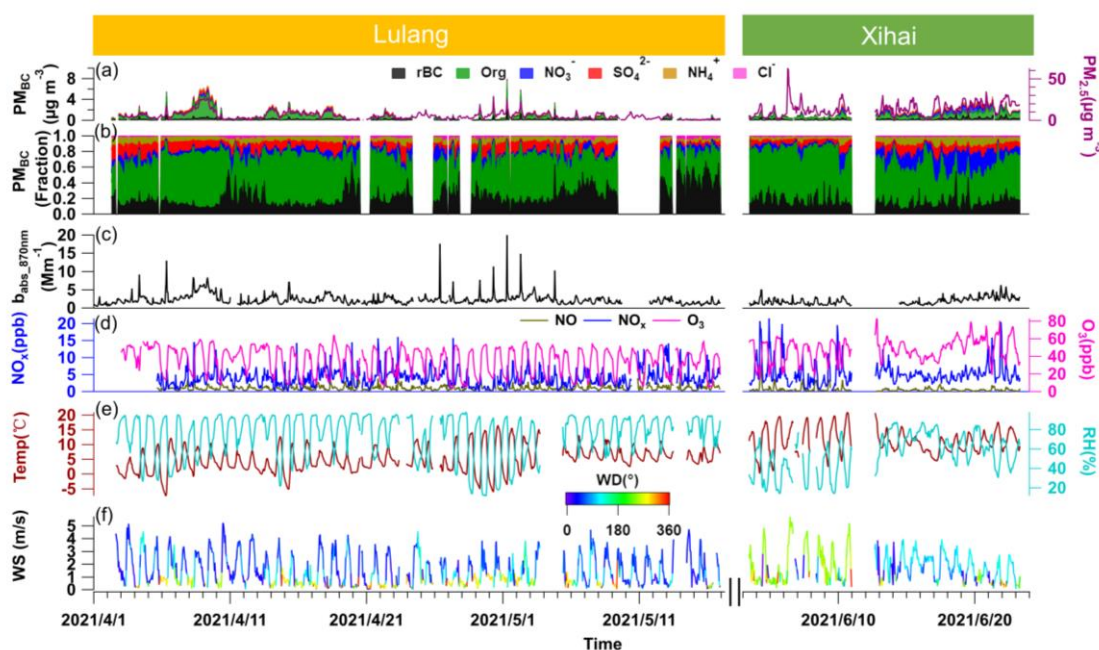 Lulang Xihai
(a) rBC Org NO₃⁻ SO₄²⁻ NH₄⁺ Cl⁻
PM_BC (µg m⁻³)
8
4
0
PM₂.₅(µg m⁻³)
50
0
(b)
PM_BC (Fraction)
1.0
0.8
0.6
0.4
0.2
0.0
(c)
b_abs_870nm (Mm⁻¹)
20
15
10
5
0
(d) NO NOₓ O₃
NOₓ(ppb)
20
15
10
5
0
O₃(ppb)
80
60
40
20
0
(e)
Temp(℃)
20
15
10
5
0
-5
RH(%)
80
60
40
20
WD(°)
0 180 360
(f)
WS (m/s)
5
4
3
2
1
0
2021/4/1 2021/4/11 2021/4/21 2021/5/1 2021/5/11 2021/6/10 2021/6/20
Time